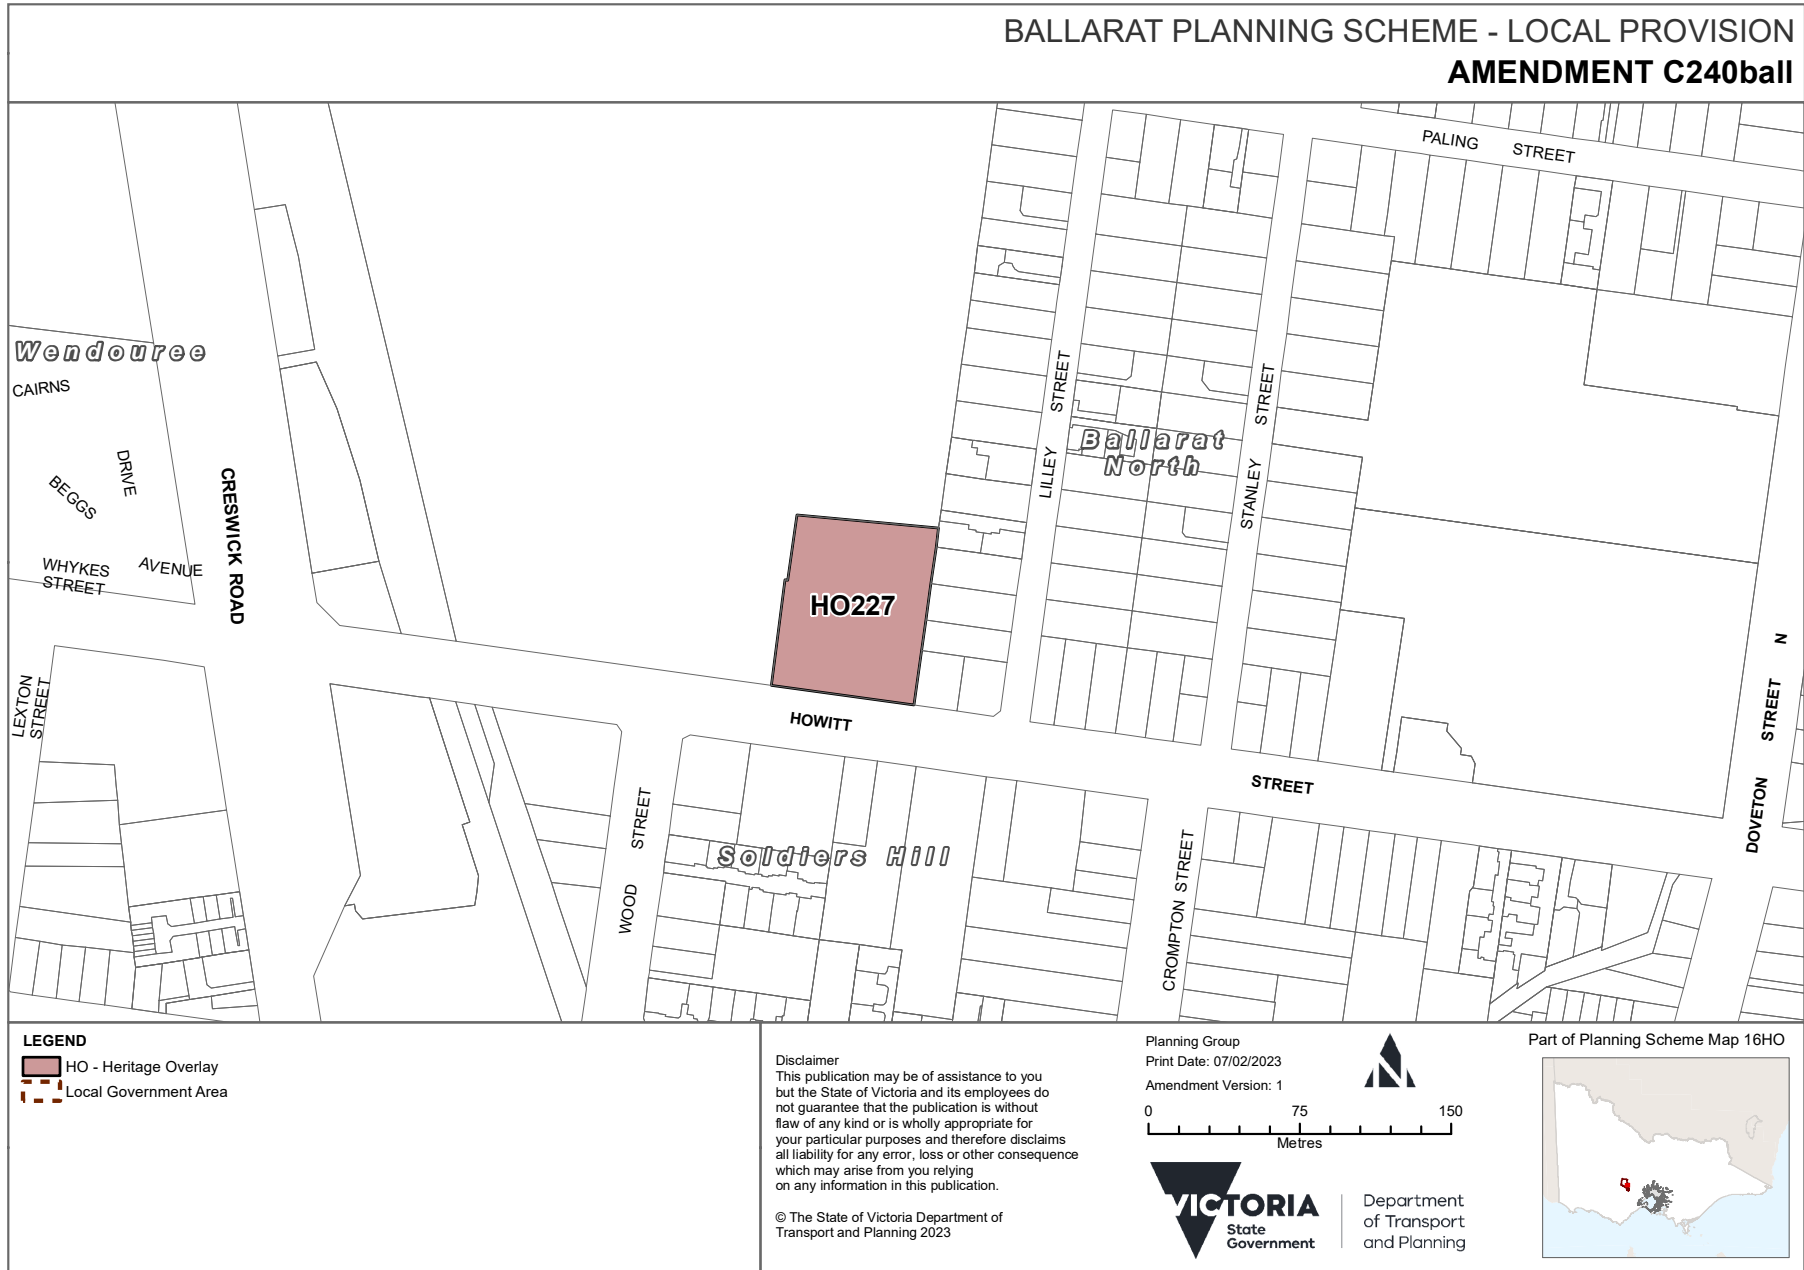 BALLARAT PLANNING SCHEME - LOCAL PROVISION
AMENDMENT C240ball
PALING STREET
Wendouree
CAIRNS
DRIVE
BEGGS
AVENUE
WHYKES
STREET
CRESWICK ROAD
LEXTON
STREET
LILLEY STREET
Ballarat
North
STANLEY STREET
HO227
HOWITT
STREET
DOVETON STREET N
WOOD STREET
Soldiers Hill
CROMPTON STREET
LEGEND
HO - Heritage Overlay
Local Government Area
Disclaimer
This publication may be of assistance to you
but the State of Victoria and its employees do
not guarantee that the publication is without
flaw of any kind or is wholly appropriate for
your particular purposes and therefore disclaims
all liability for any error, loss or other consequence
which may arise from you relying
on any information in this publication.
© The State of Victoria Department of
Transport and Planning 2023
Planning Group
Print Date: 07/02/2023
Amendment Version: 1
N
0 75 150
Metres
VICTORIA
State
Government
Department
of Transport
and Planning
Part of Planning Scheme Map 16HO